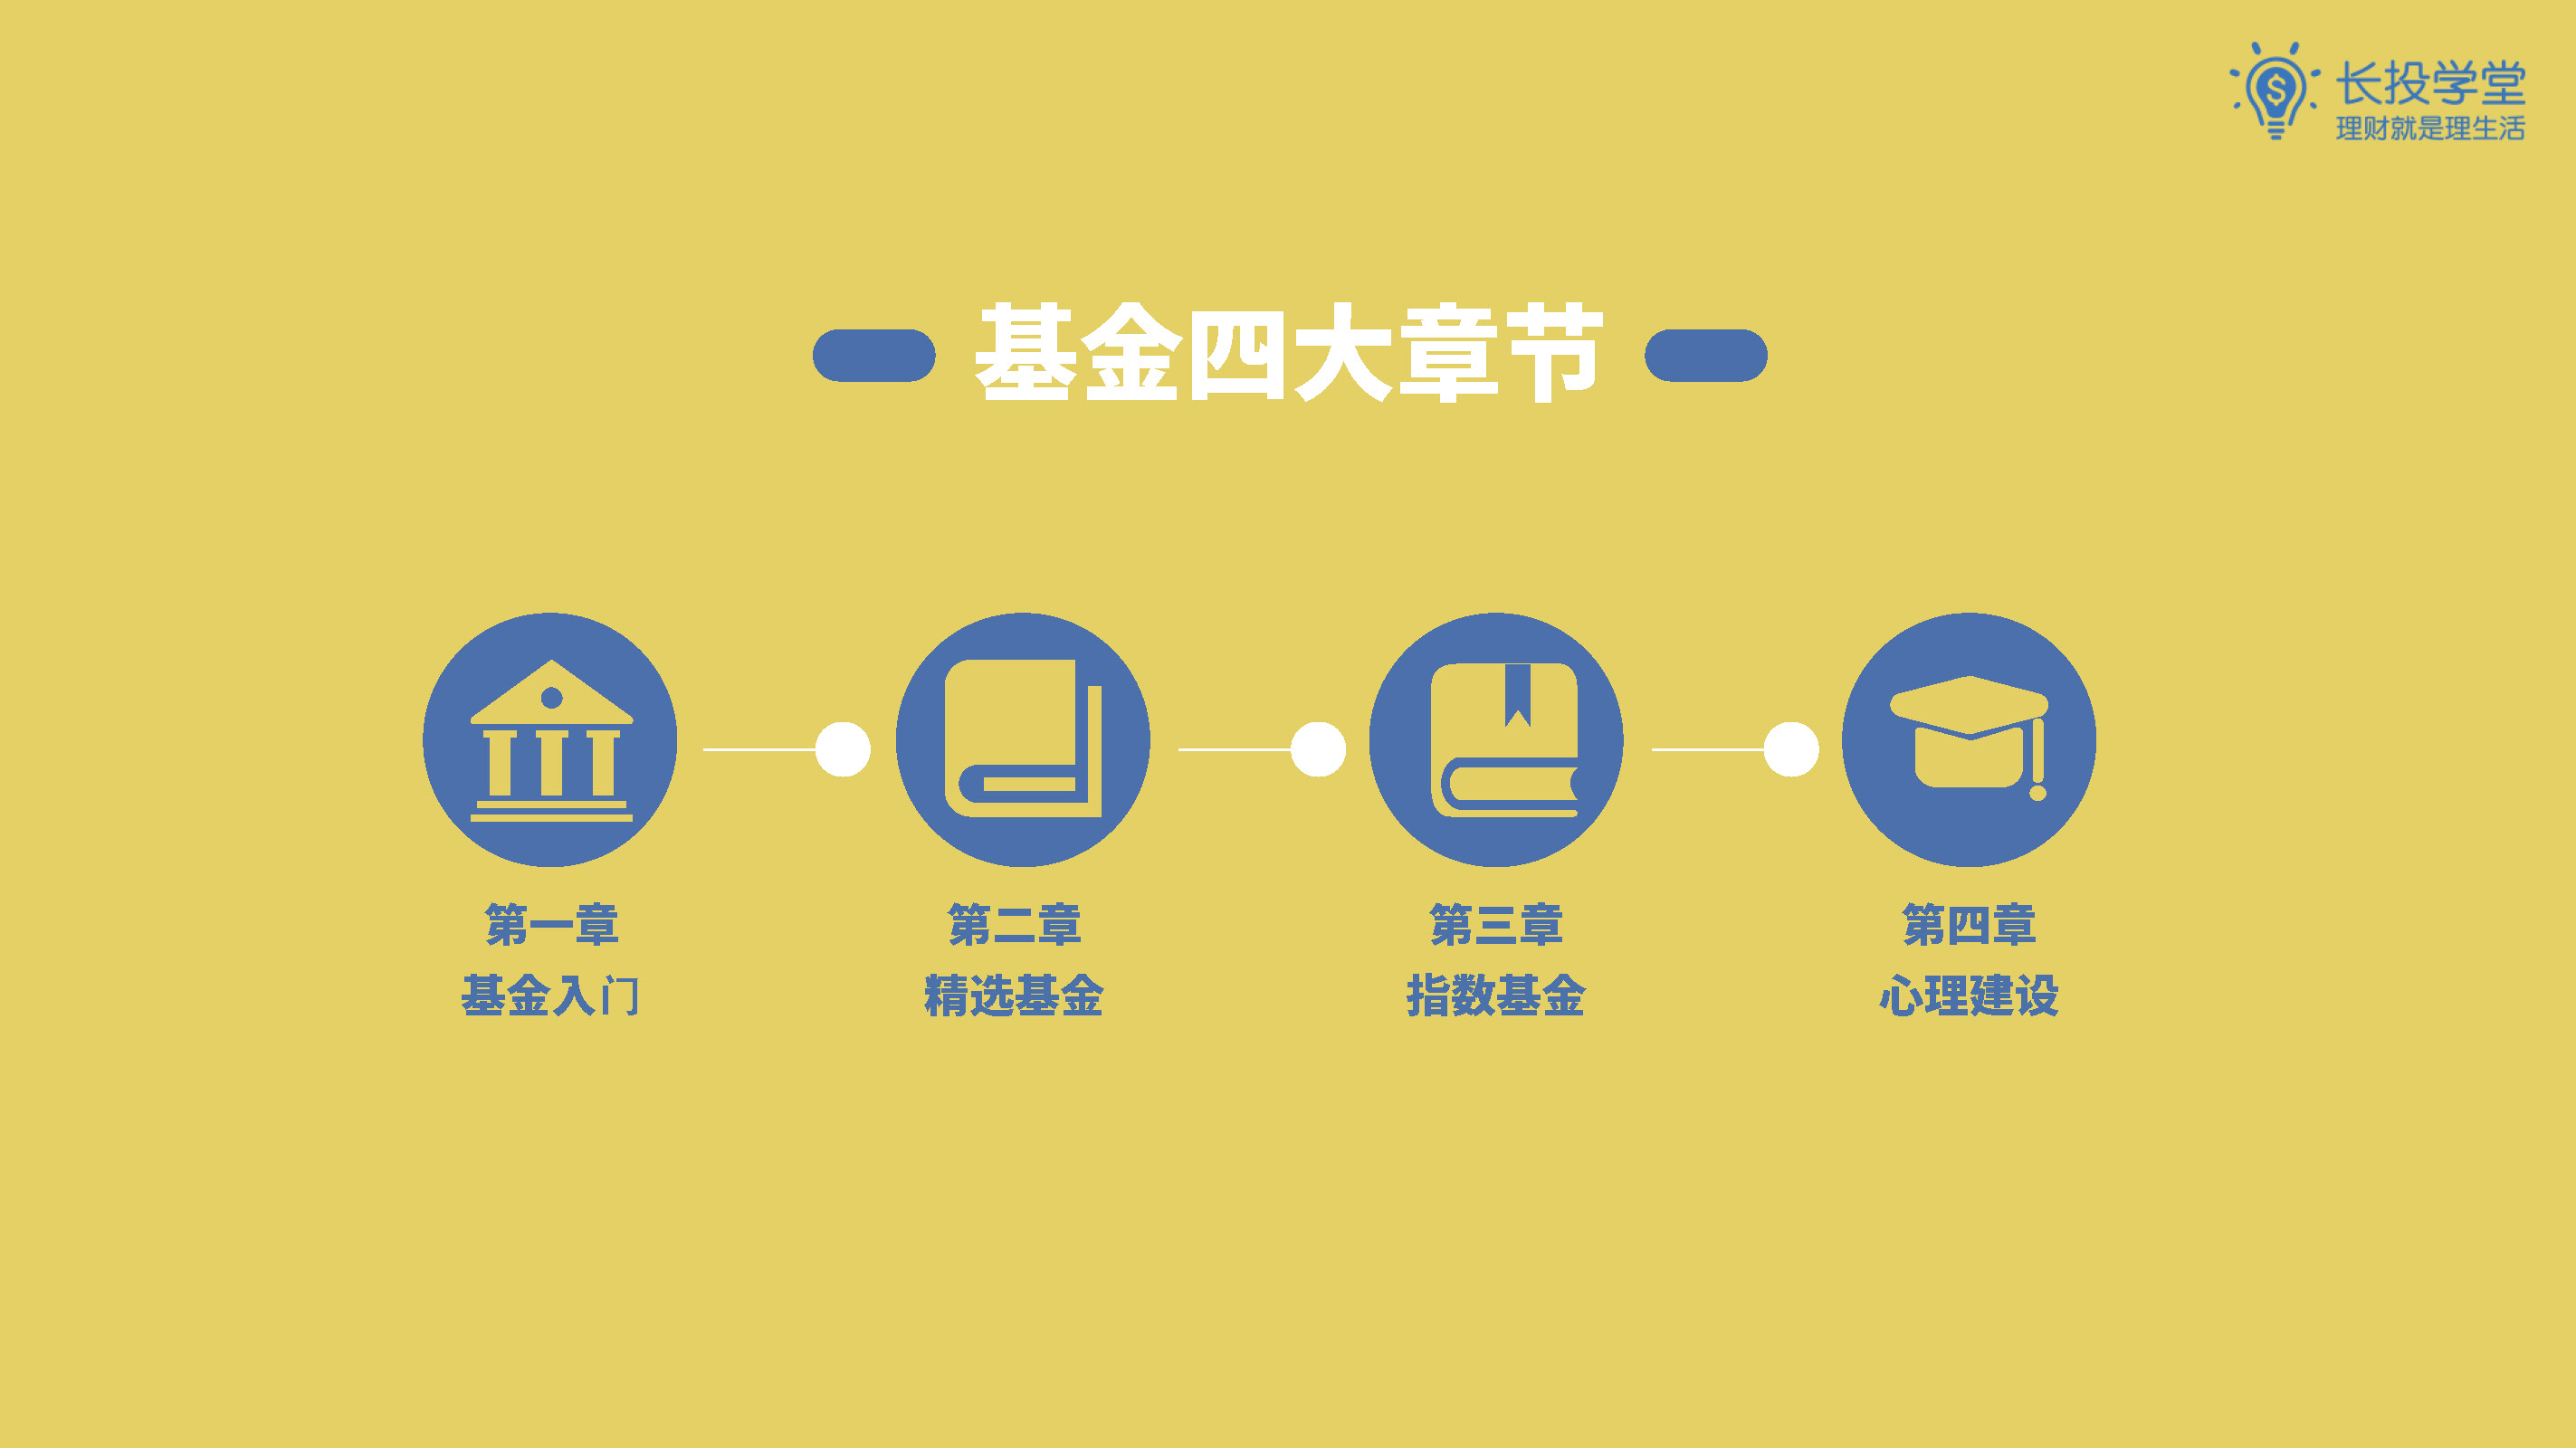 长投学堂
理财就是理生活
基金四大章节
第一章
基金入门
第二章
精选基金
第三章
指数基金
第四章
心理建设